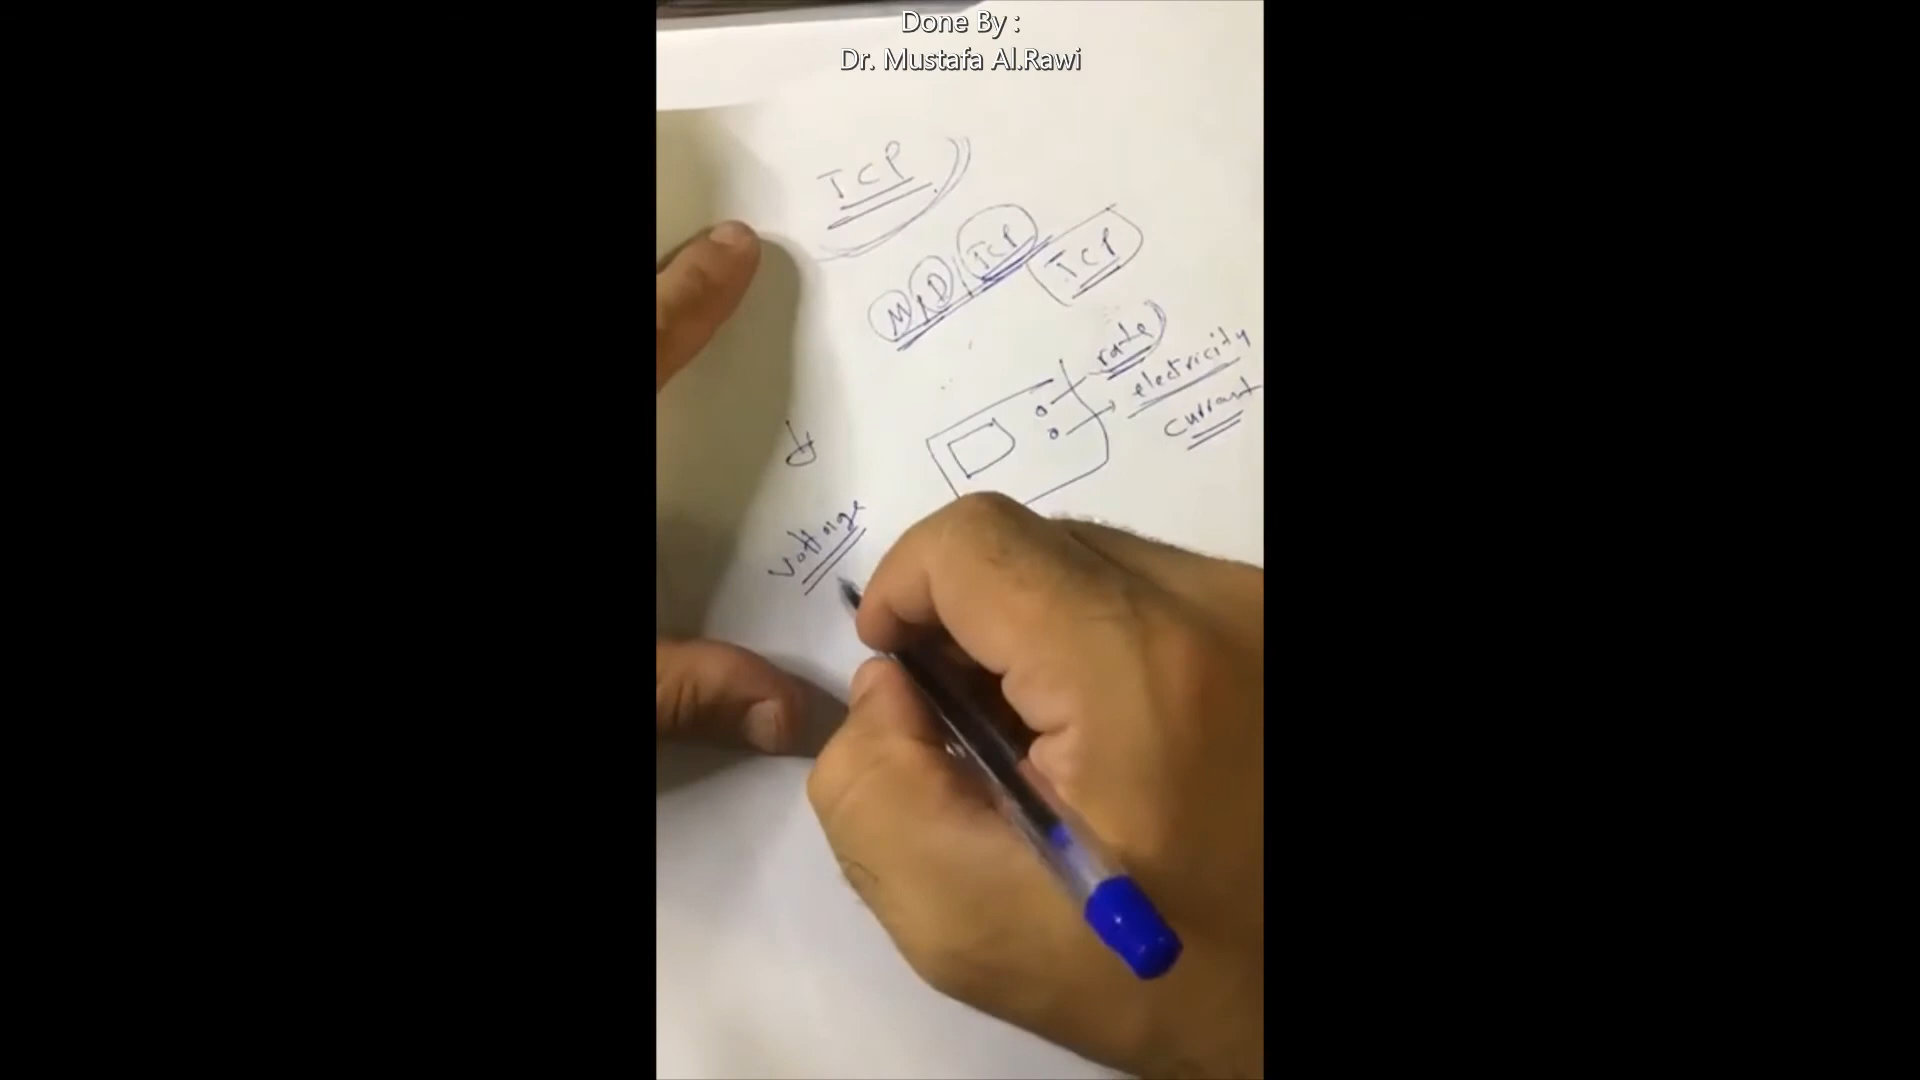 Done By :
Dr. Mustafa Al.Rawi
TCP
M D TCP
TCP
rate
electricity
currant
voltage